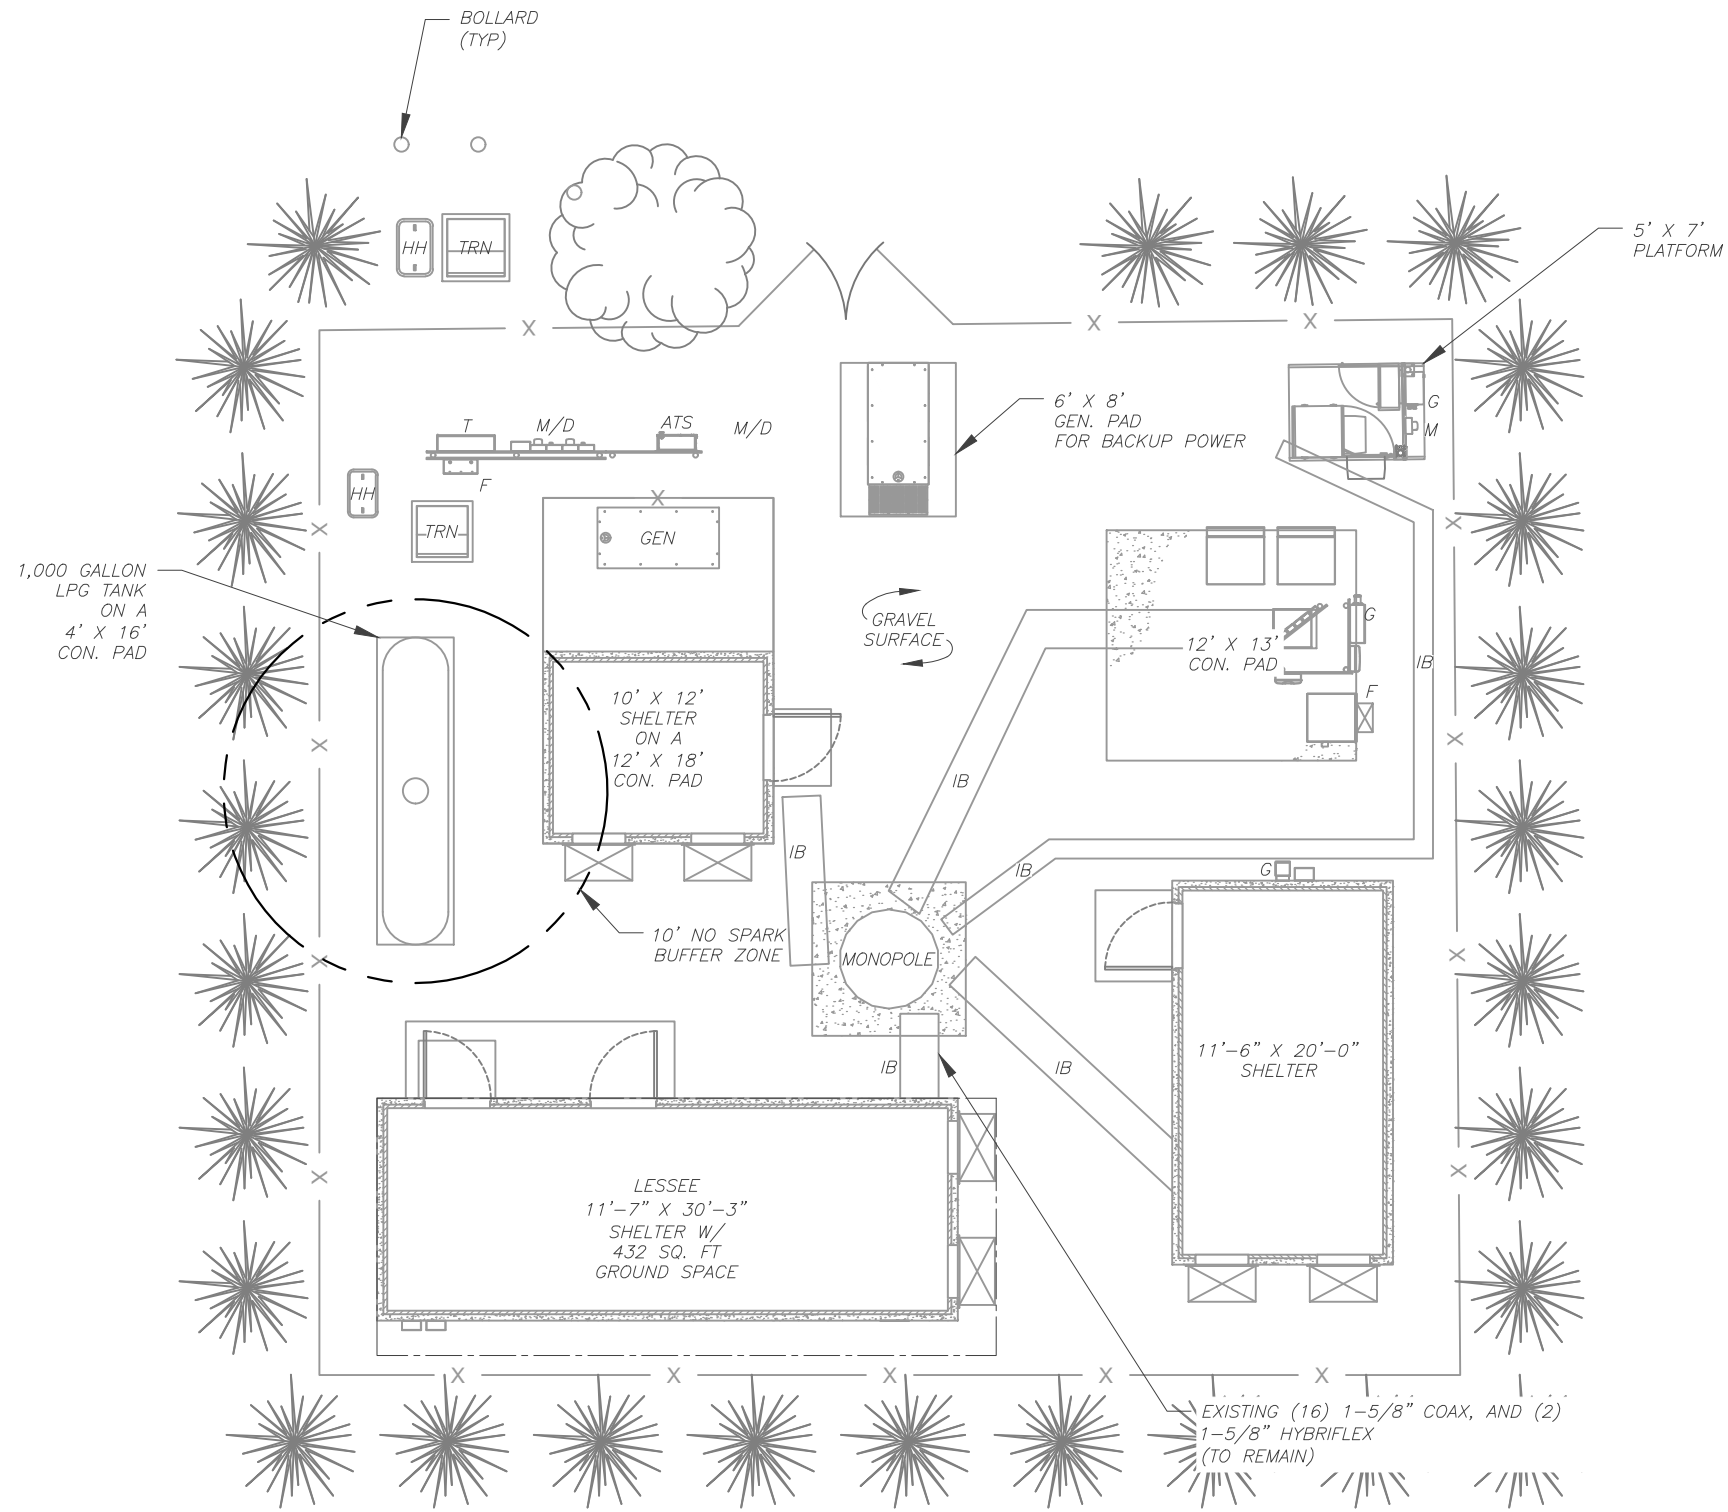 BOLLARD
(TYP)
HH
TRN
5' X 7'
PLATFORM
X
X
X
T
M/D
ATS
M/D
F
6' X 8'
GEN. PAD
FOR BACKUP POWER
G
M
HH
X
TRN
GEN
X
X
1,000 GALLON
LPG TANK
ON A
4' X 16'
CON. PAD
GRAVEL
SURFACE
G
12' X 13'
CON. PAD
IB
F
10' X 12'
SHELTER
ON A
12' X 18'
CON. PAD
X
X
IB
IB
IB
G
10' NO SPARK
BUFFER ZONE
MONOPOLE
X
X
IB
IB
11'-6" X 20'-0"
SHELTER
X
X
LESSEE
11'-7" X 30'-3"
SHELTER W/
432 SQ. FT
GROUND SPACE
X
X
X
X
X
EXISTING (16) 1-5/8" COAX, AND (2)
1-5/8" HYBRIFLEX
(TO REMAIN)